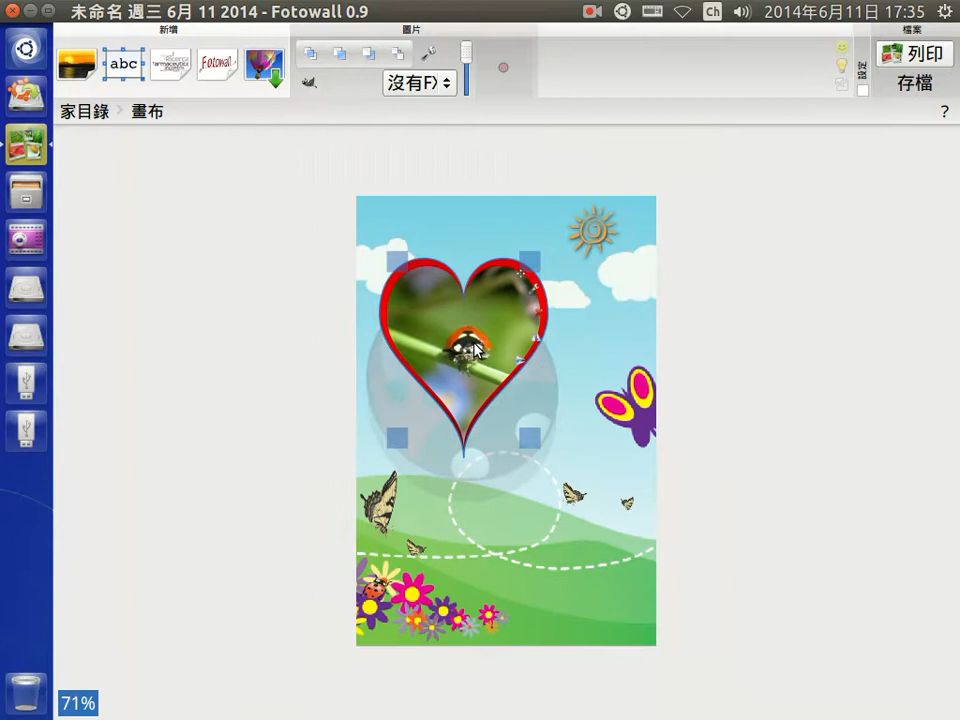 未命名 週三 6月 11 2014 - Fotowall 0.9
Ch
2014年6月11日 17:35
新增
圖片
檔案
abc
Fotowall
沒有FX
設定
列印
存檔
家目錄
畫布
?
71%